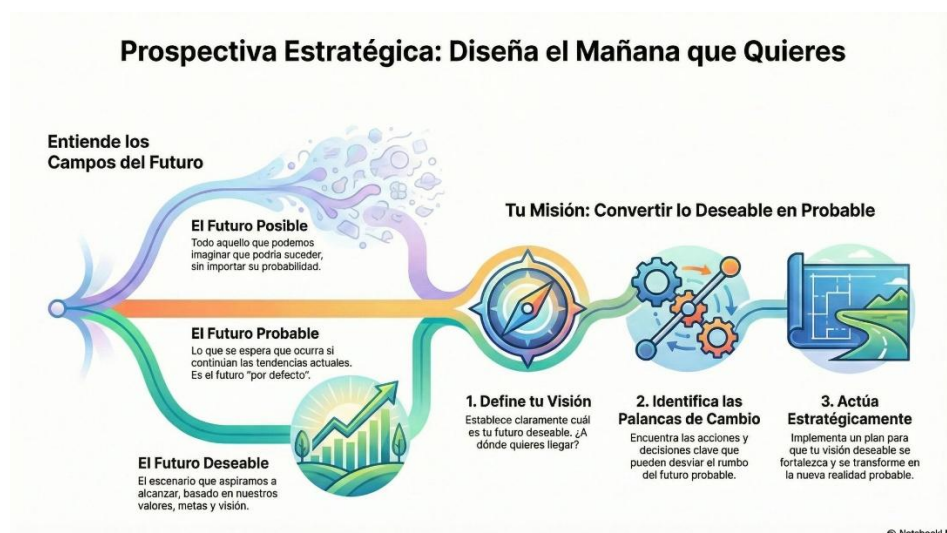 Prospectiva Estratégica: Diseña el Mañana que Quieres
Entiende los
Campos del Futuro
El Futuro Posible
Todo aquello que podemos
imaginar que podría suceder,
sin importar su probabilidad.
El Futuro Probable
Lo que se espera que ocurra si
continúan las tendencias actuales.
Es el futuro "por defecto".
El Futuro Deseable
El escenario que aspiramos a
alcanzar, basado en nuestros
valores, metas y visión.
Tu Misión: Convertir lo Deseable en Probable
1. Define tu Visión
Establece claramente cuál
es tu futuro deseable. ¿A
dónde quieres llegar?
2. Identifica las
Palancas de Cambio
Encuentra las acciones y
decisiones clave que
pueden desviar el rumbo
del futuro probable.
3. Actúa
Estratégicamente
Implementa un plan para
que tu visión deseable se
fortalezca y se transforme en
la nueva realidad probable.